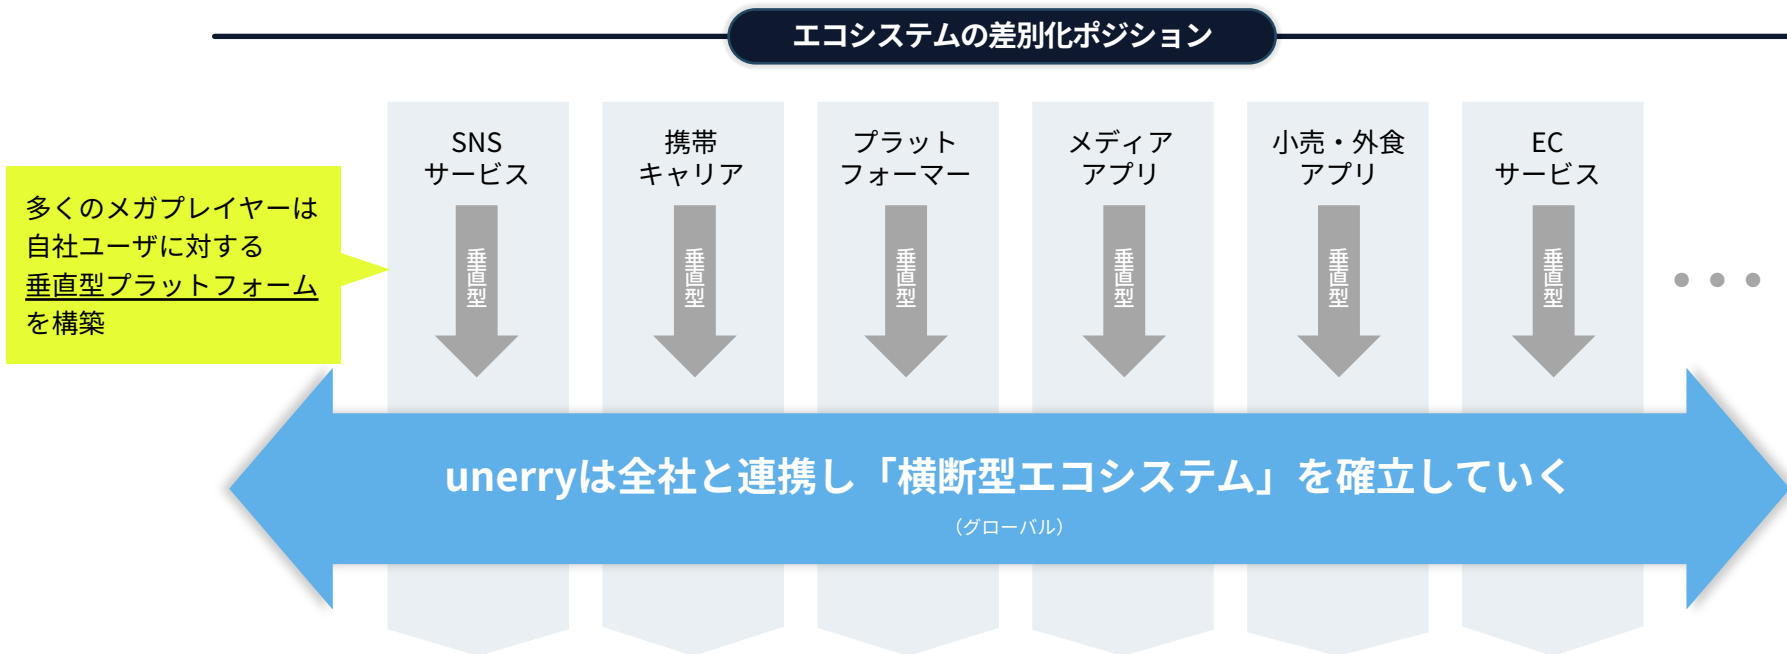 エコシステムの差別化ポジション
SNS
サービス
携帯
キャリア
プラット
フォーマー
メディア
アプリ
小売・外食
アプリ
EC
サービス
多くのメガプレイヤーは
自社ユーザに対する
垂直型プラットフォーム
を構築
垂直型
垂直型
垂直型
垂直型
垂直型
垂直型
unerryは全社と連携し「横断型エコシステム」を確立していく
（グローバル）